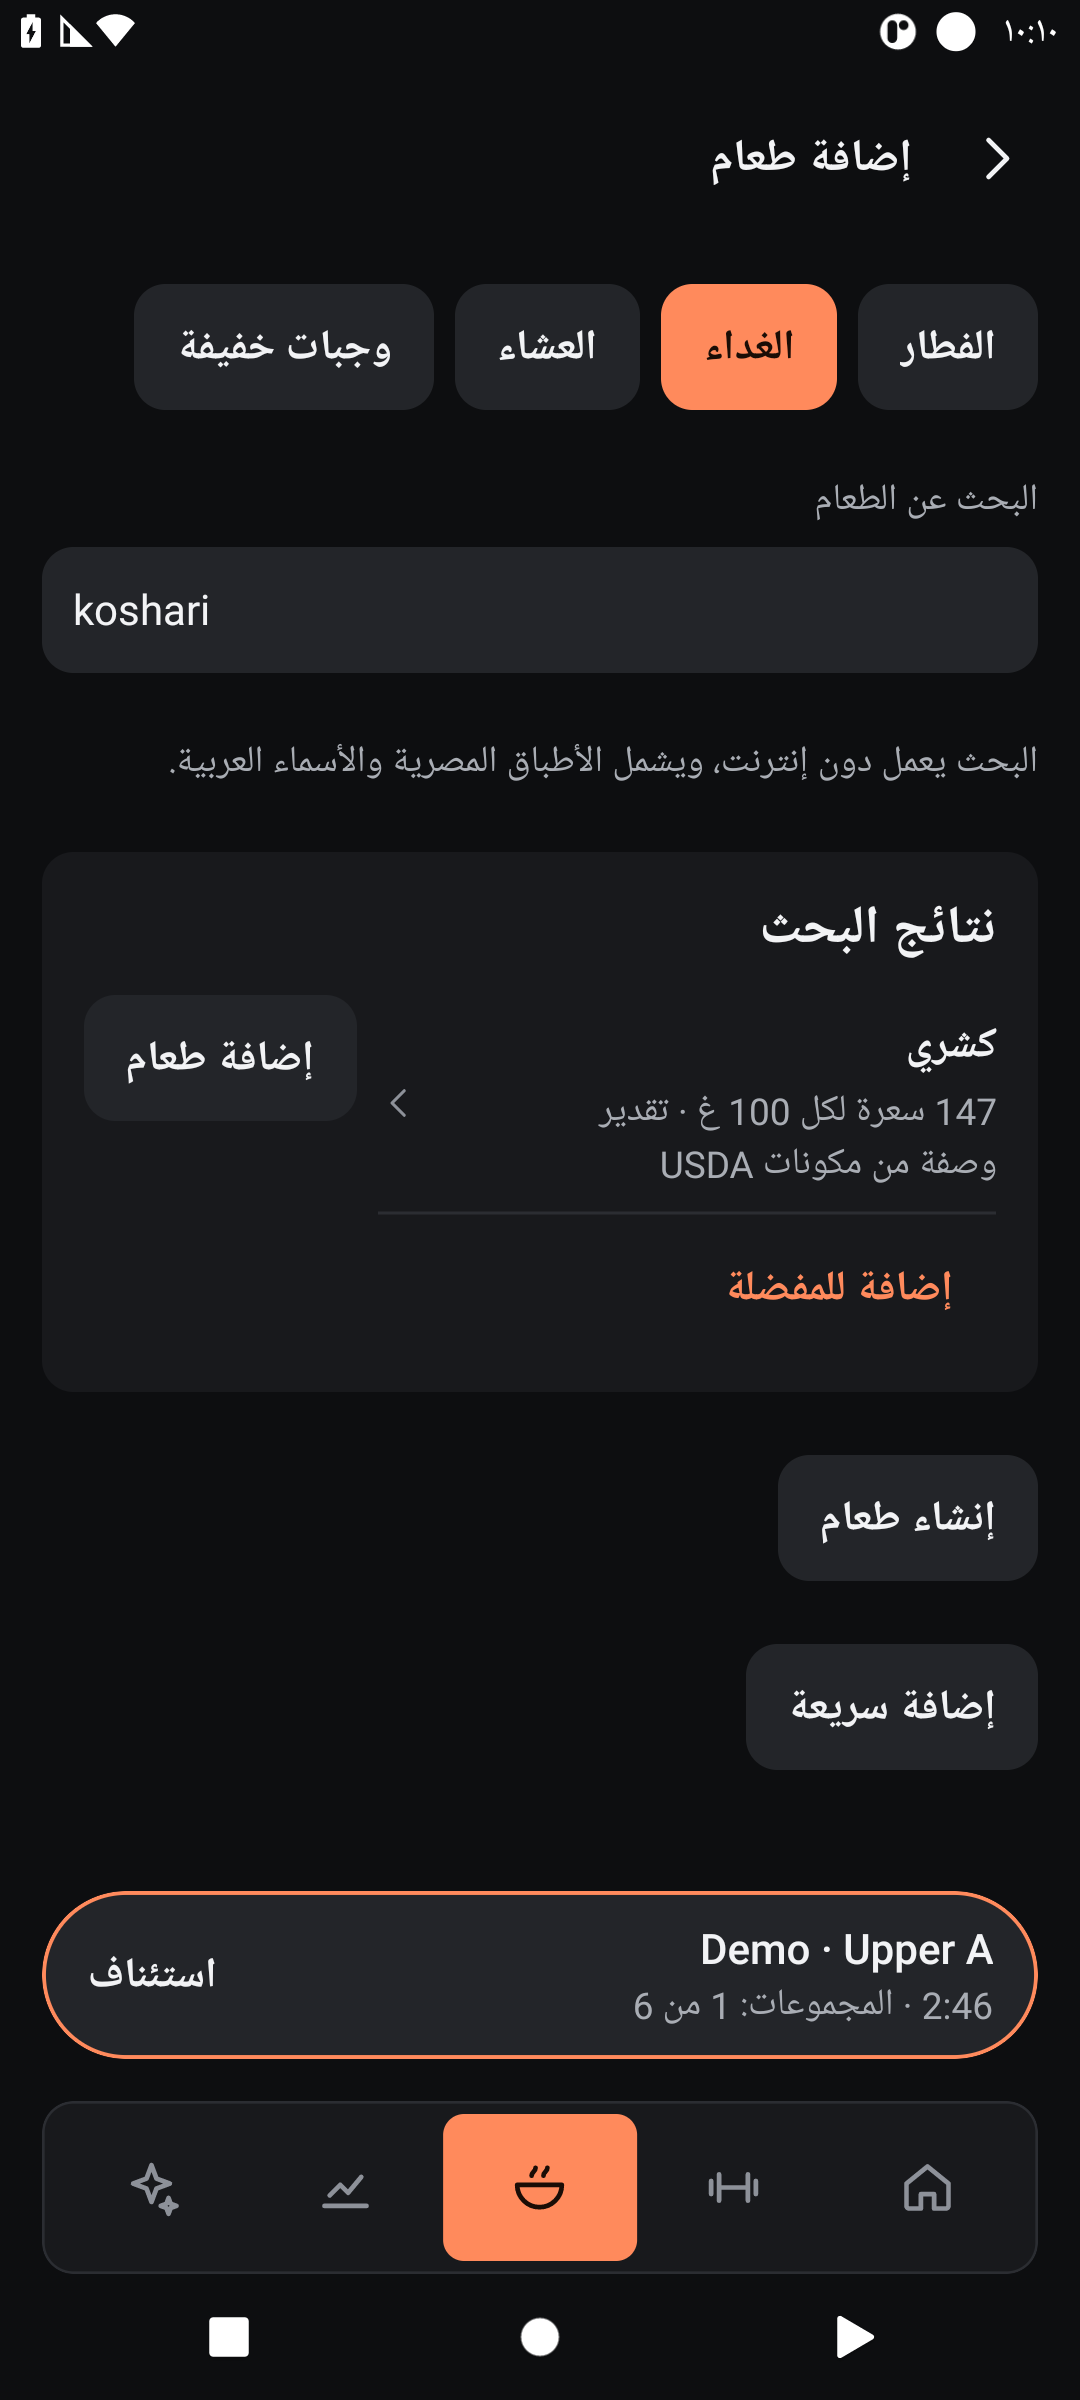 ١٠:١٠
إضافة طعام
الفطار
الغداء
العشاء
وجبات خفيفة
البحث عن الطعام
koshari
البحث يعمل دون إنترنت، ويشمل الأطباق المصرية والأسماء العربية.
نتائج البحث
كشري
147 سعرة لكل 100 غ · تقدير
وصفة من مكونات USDA
إضافة طعام
إضافة للمفضلة
إنشاء طعام
إضافة سريعة
Demo · Upper A
2:46 · المجموعات: 1 من 6
استئناف